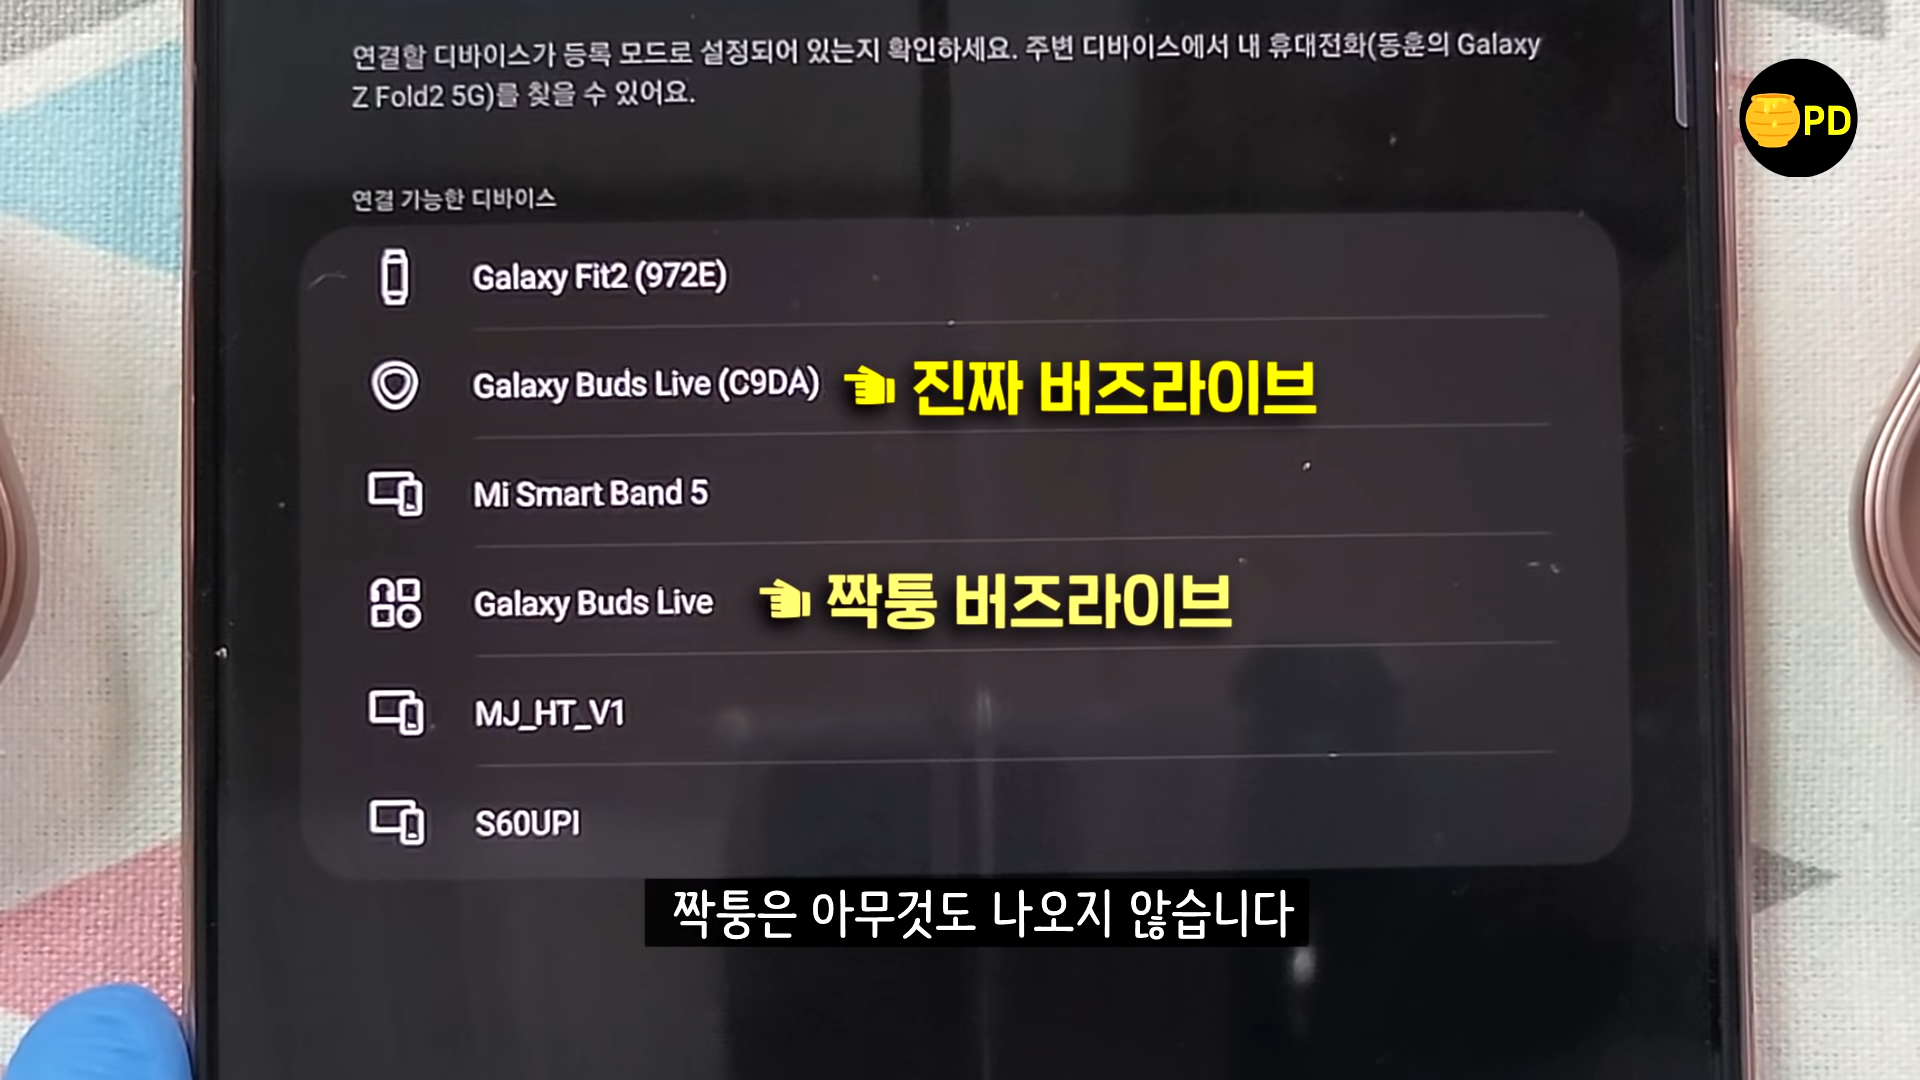 연결할 디바이스가 등록 모드로 설정되어 있는지 확인하세요. 주변 디바이스에서 내 휴대전화(동훈의 Galaxy
Z Fold2 5G)를 찾을 수 있어요.
PD
연결 가능한 디바이스
Galaxy Fit2 (972E)
Galaxy Buds Live (C9DA) 진짜 버즈라이브
Mi Smart Band 5
Galaxy Buds Live 짝퉁 버즈라이브
MJ_HT_V1
S60UPI
짝퉁은 아무것도 나오지 않습니다